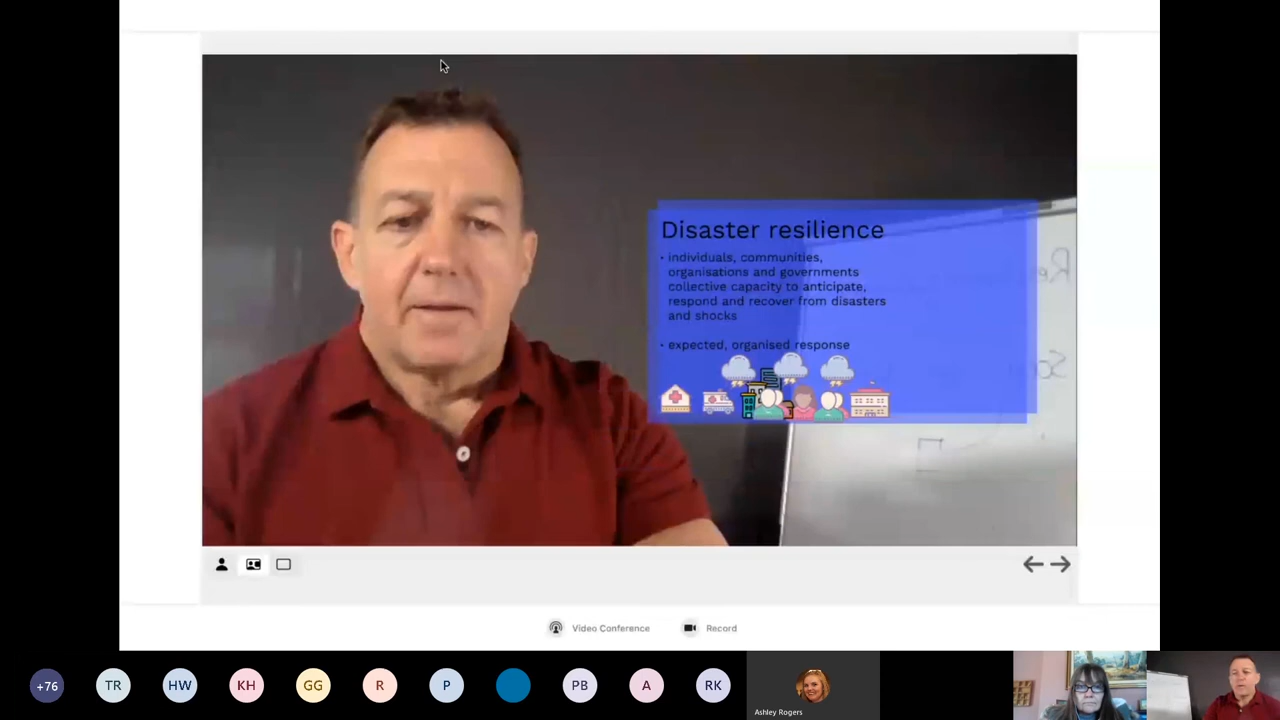 Disaster resilience
• individuals, communities,
organisations and governments
collective capacity to anticipate,
respond and recover from disasters
and shocks
• expected, organised response
Video Conference
Record
+76
TR
HW
KH
GG
R
P
PB
A
RK
Ashley Rogers